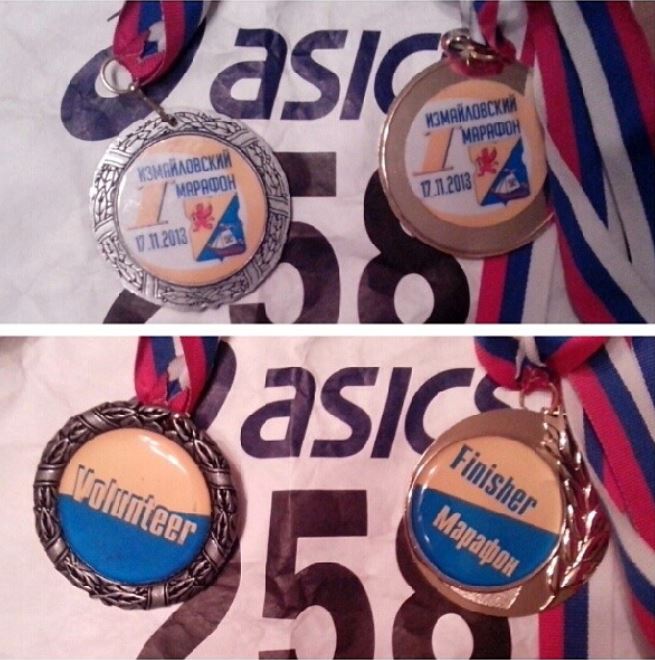 asics
ИЗМАЙЛОВСКИЙ
I МАРАФОН
17.11.2013
ИЗМАЙЛОВСКИЙ
I МАРАФОН
17.11.2013
258
asics
Volunteer
Finisher
Марафон
258